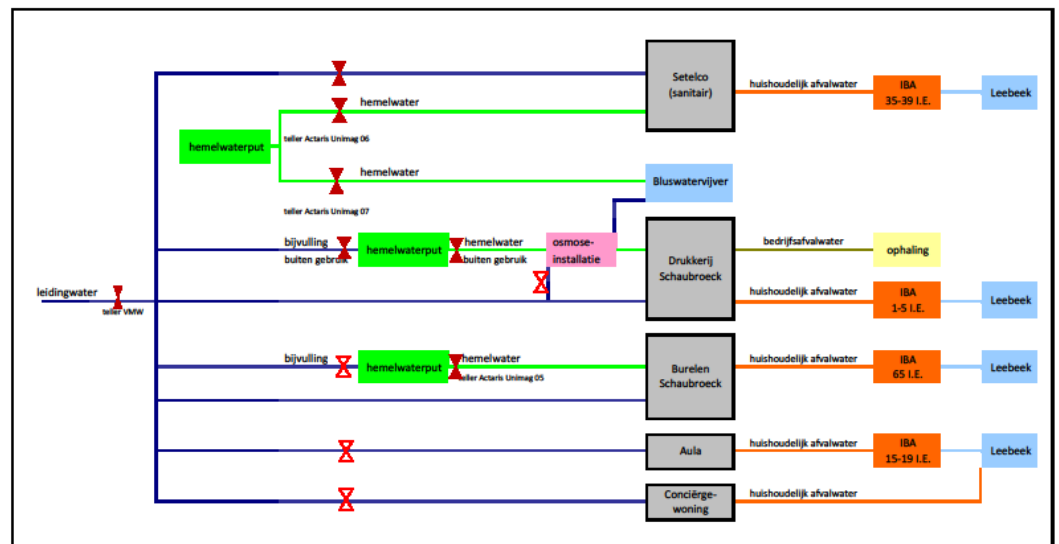 Setelco
(sanitair)
huishoudelijk afvalwater
IBA
35-39 I.E.
Leebeek
hemelwater
teller Actaris Unimag 06
hemelwaterput
hemelwater
Bluswatervijver
teller Actaris Unimag 07
bijvulling
buiten gebruik
hemelwaterput
hemelwater
buiten gebruik
osmose-
installatie
Drukkerij
Schaubroeck
bedrijfsafvalwater
ophaling
leidingwater
teller VMW
huishoudelijk afvalwater
IBA
1-5 I.E.
Leebeek
bijvulling
hemelwaterput
hemelwater
teller Actaris Unimag 05
Burelen
Schaubroeck
huishoudelijk afvalwater
IBA
65 I.E.
Leebeek
Aula
huishoudelijk afvalwater
IBA
15-19 I.E.
Leebeek
Conciërge-
woning
huishoudelijk afvalwater